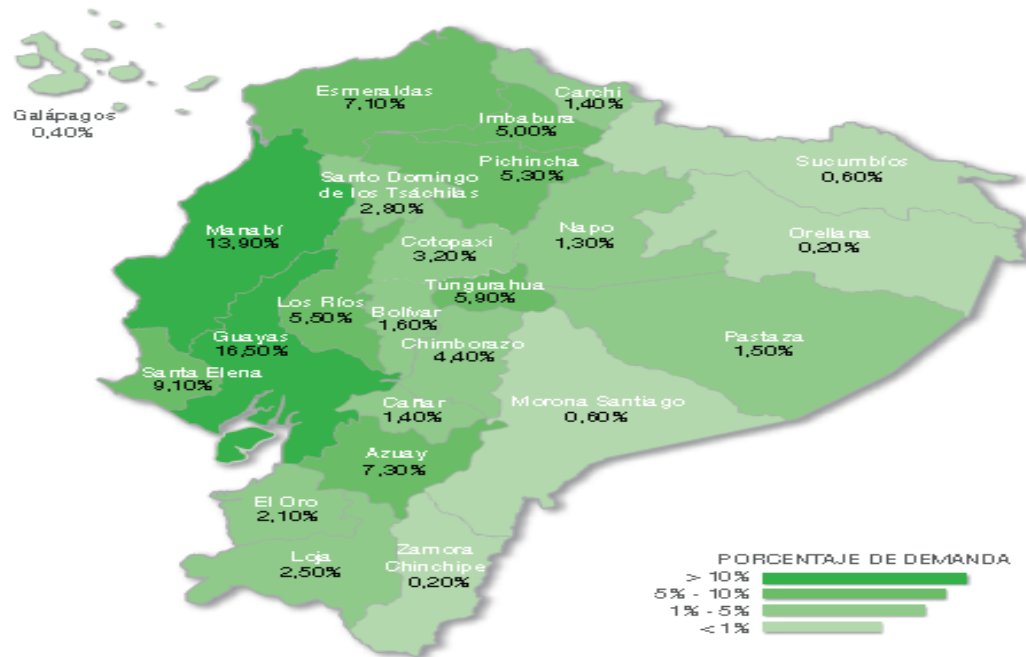 Galápagos
0,40%
Esmeraldas
7,10%
Carchi
1,40%
Imbabura
5,00%
Pichincha
5,30%
Sucumbíos
0,60%
Santo Domingo
de los Tsáchilas
2,80%
Manabí
13,90%
Cotopaxi
3,20%
Napo
1,30%
Orellana
0,20%
Tungurahua
5,90%
Los Ríos
5,50%
Bolívar
1,60%
Guayas
16,50%
Chimborazo
4,40%
Pastaza
1,50%
Santa Elena
9,10%
Cañar
1,40%
Morona Santiago
0,60%
Azuay
7,30%
El Oro
2,10%
Loja
2,50%
Zamora
Chinchipe
0,20%
PORCENTAJE DE DEMANDA
> 10%
5% - 10%
1% - 5%
< 1%